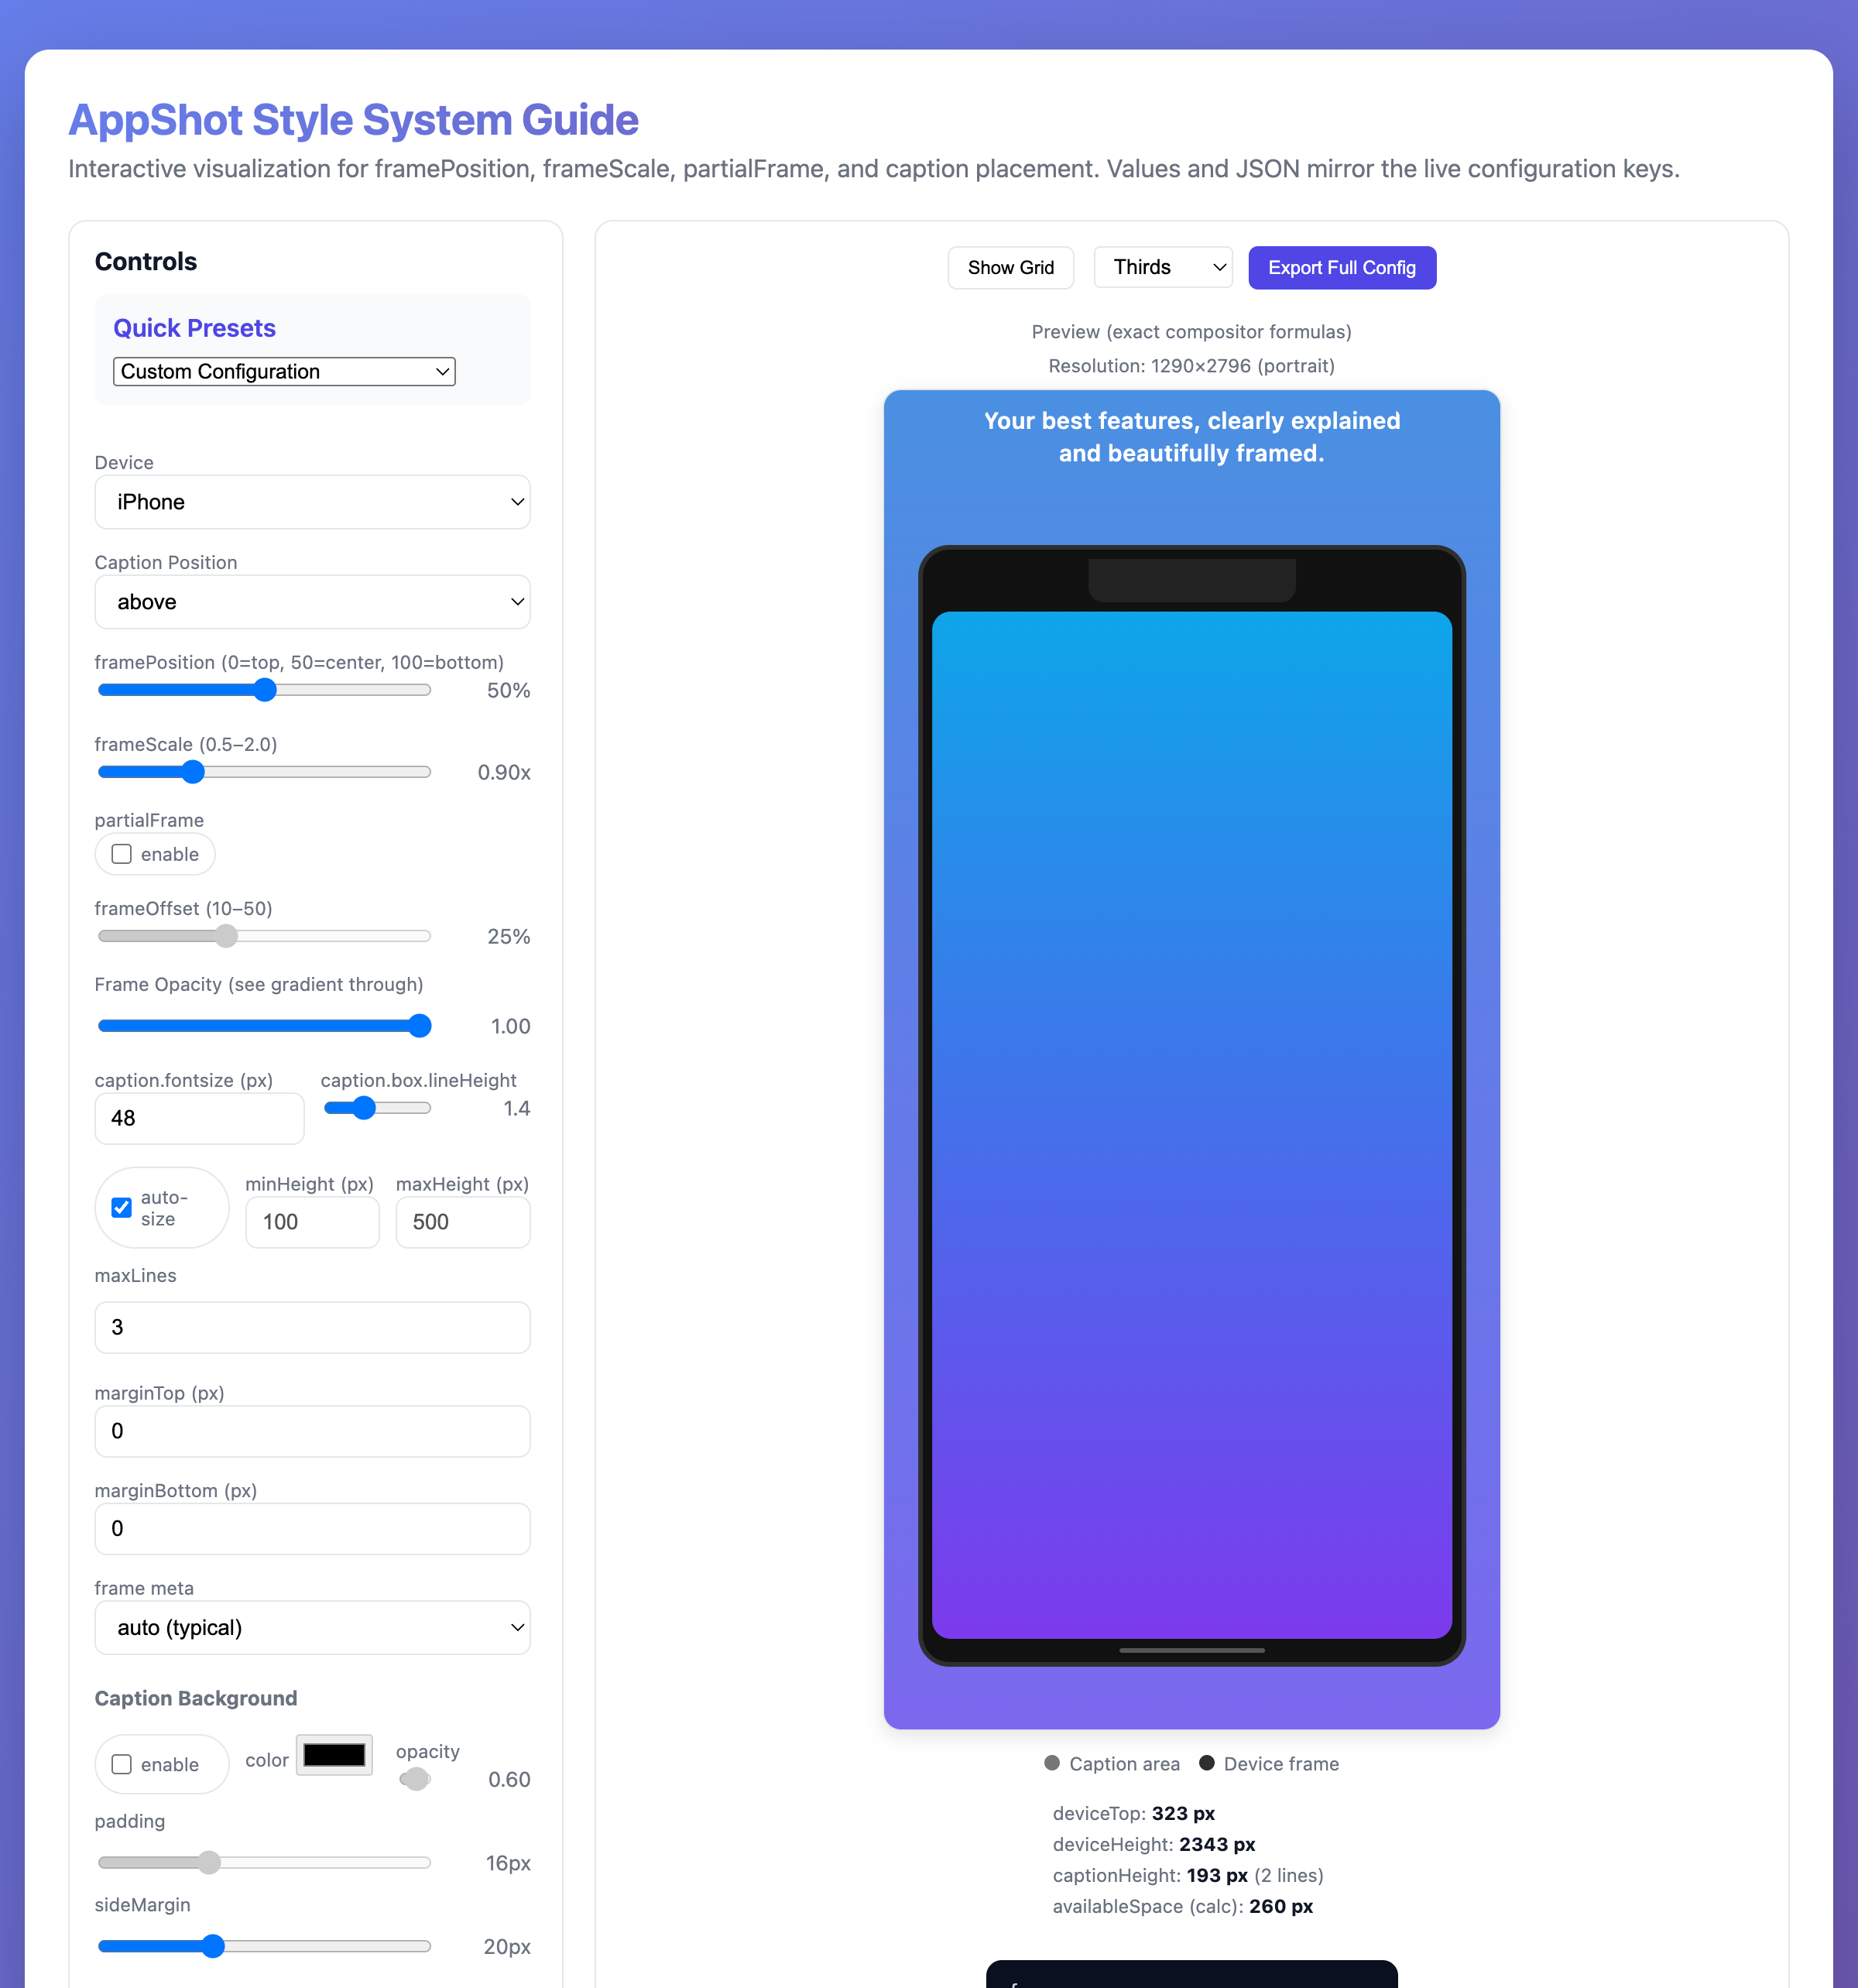 AppShot Style System Guide
Interactive visualization for framePosition, frameScale, partialFrame, and caption placement. Values and JSON mirror the live configuration keys.
Controls
Quick Presets
Custom Configuration
Device
iPhone
Caption Position
above
framePosition (0=top, 50=center, 100=bottom)
50%
frameScale (0.5–2.0)
0.90x
partialFrame
enable
frameOffset (10–50)
25%
Frame Opacity (see gradient through)
1.00
caption.fontsize (px)
48
caption.box.lineHeight
1.4
auto-
size
minHeight (px)
100
maxHeight (px)
500
maxLines
3
marginTop (px)
0
marginBottom (px)
0
frame meta
auto (typical)
Caption Background
enable
color
opacity
0.60
padding
16px
sideMargin
20px
Show Grid
Thirds
Export Full Config
Preview (exact compositor formulas)
Resolution: 1290×2796 (portrait)
Your best features, clearly explained
and beautifully framed.
Caption area
Device frame
deviceTop: 323 px
deviceHeight: 2343 px
captionHeight: 193 px (2 lines)
availableSpace (calc): 260 px